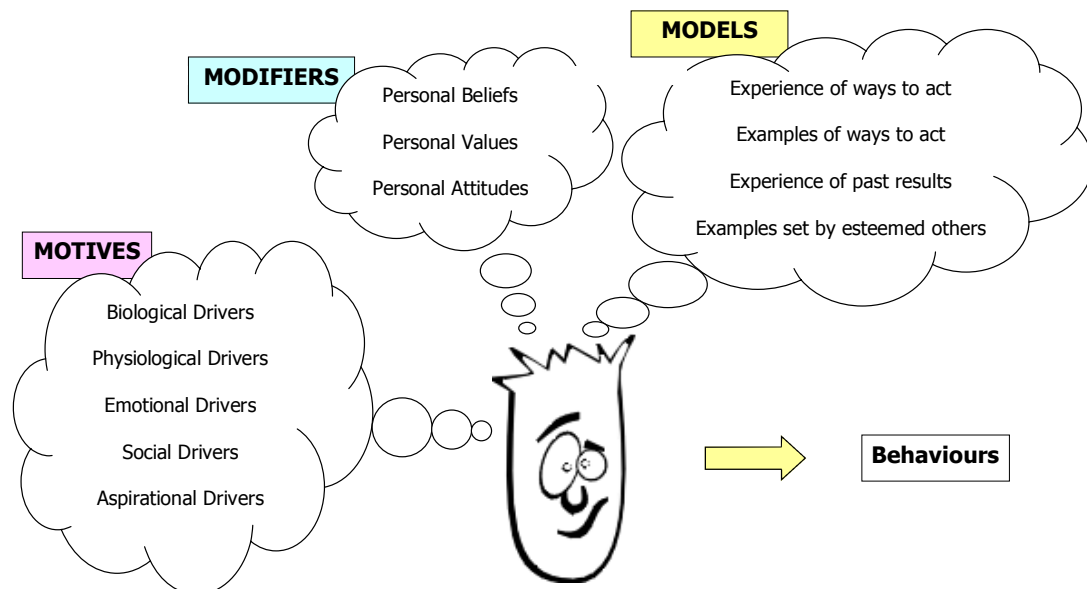 MODELS
Experience of ways to act
Examples of ways to act
Experience of past results
Examples set by esteemed others
MODIFIERS
Personal Beliefs
Personal Values
Personal Attitudes
MOTIVES
Biological Drivers
Physiological Drivers
Emotional Drivers
Social Drivers
Aspirational Drivers
Behaviours